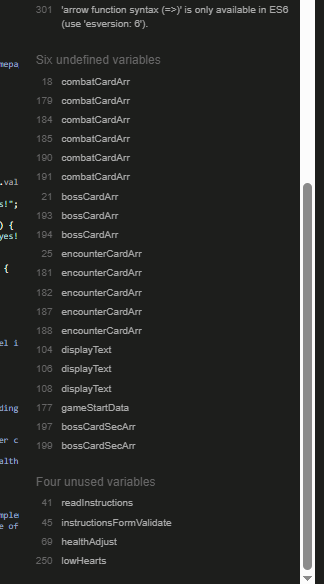 301 'arrow function syntax (=>)' is only available in ES6
(use 'esversion: 6').
mepa
Six undefined variables
18 combatCardArr
179 combatCardArr
184 combatCardArr
185 combatCardArr
190 combatCardArr
191 combatCardArr
.val
21 bossCardArr
s!";
193 bossCardArr
) {
194 bossCardArr
yes!
25 encounterCardArr
{
181 encounterCardArr
182 encounterCardArr
187 encounterCardArr
188 encounterCardArr
el i
104 displayText
106 displayText
108 displayText
177 gameStartData
ding
197 bossCardSecArr
199 bossCardSecArr
er c
alth
Four unused variables
41 readInstructions
mple
45 instructionsFormValidate
e of
69 healthAdjust
250 lowHearts